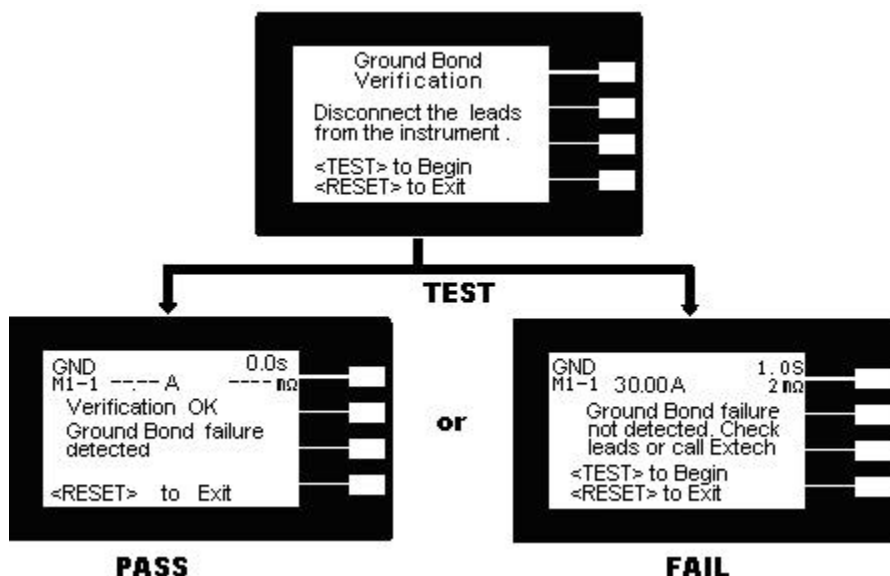 Ground Bond
Verification
Disconnect the leads
from the instrument .
<TEST> to Begin
<RESET> to Exit
TEST
GND 0.0s
M1-1 --.-- A ---- mΩ
Verification OK
Ground Bond failure
detected
<RESET> to Exit
PASS
or
GND 1.0S
M1-1 30.00A 2mΩ
Ground Bond failure
not detected. Check
leads or call Extech
<TEST> to Begin
<RESET> to Exit
FAIL